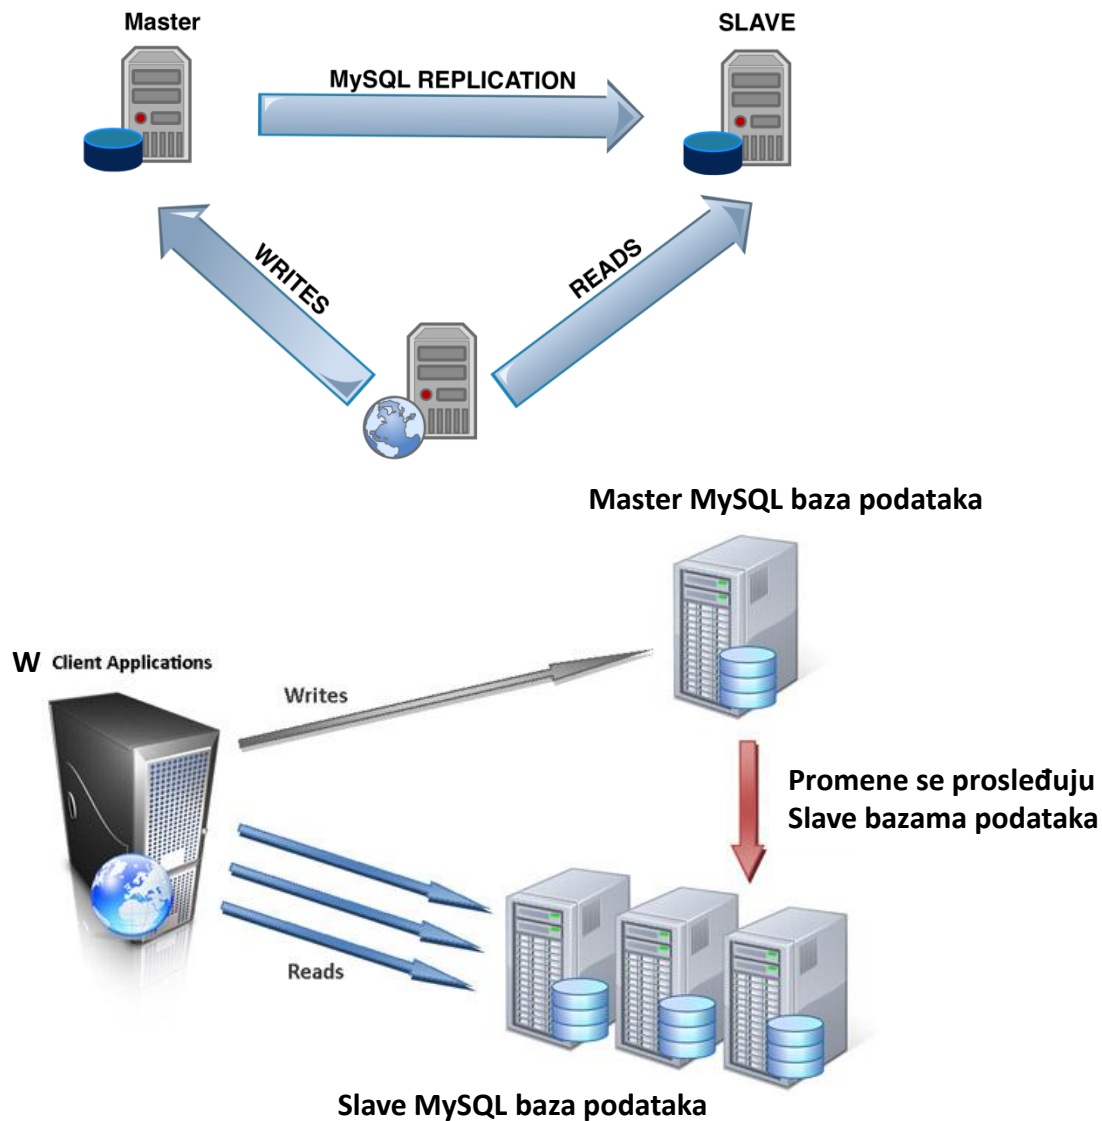 Master
SLAVE
MySQL REPLICATION
WRITES
READS
Master MySQL baza podataka
W Client Applications
Writes
Promene se prosleđuju
Slave bazama podataka
Reads
Slave MySQL baza podataka